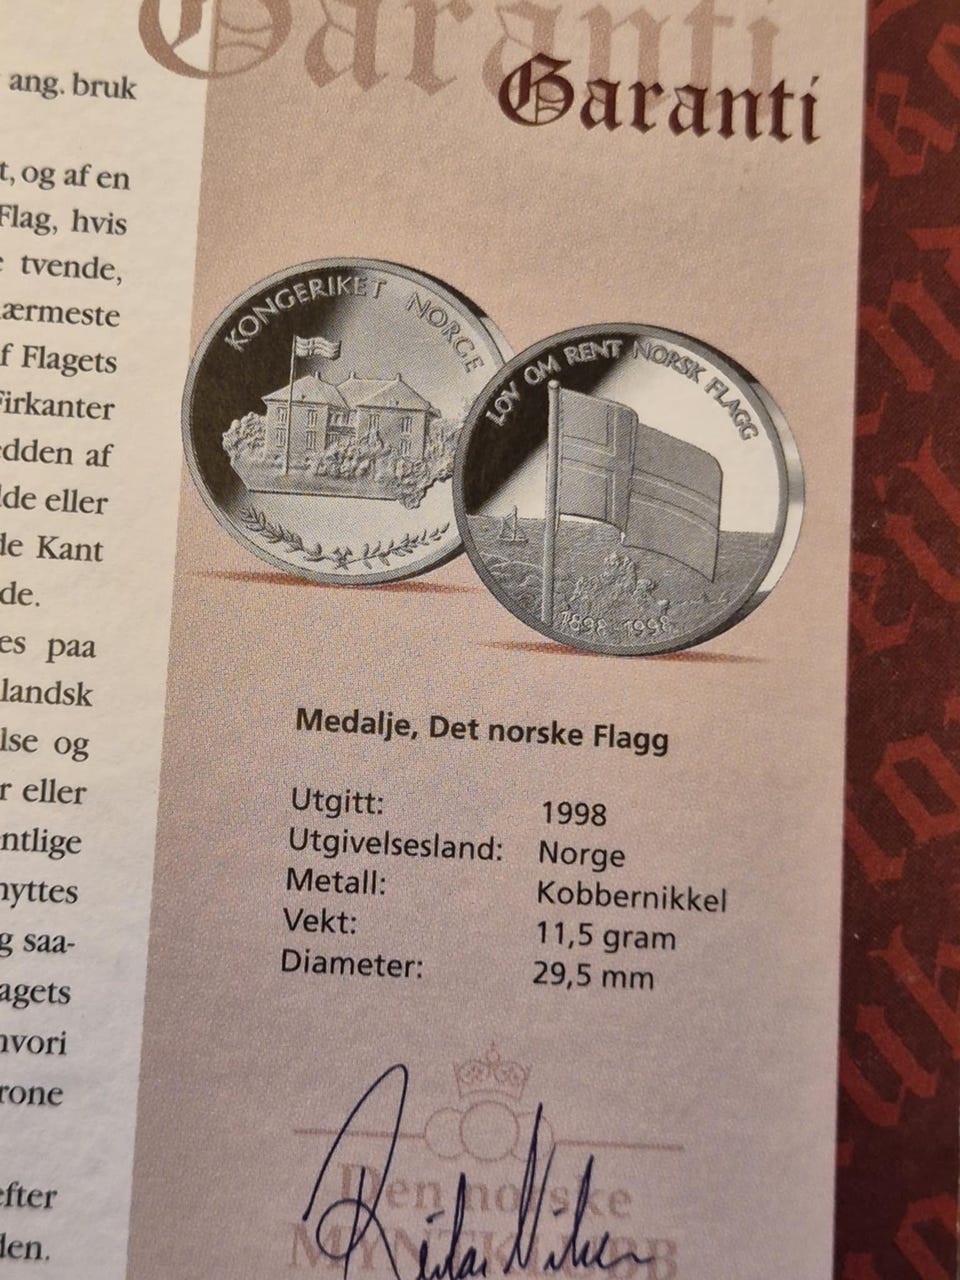 ang. bruk
t, og af en
Flag, hvis
tvende,
ærmeste
f Flagets
Firkanter
edden af
lde eller
de Kant
de.
es paa
landsk
lse og
r eller
ntlige
nyttes
g saa-
agets
hvori
rone
efter
den.
Garanti
Garanti
KONGERIKET NORGE
LOV OM RENT NORSK FLAGG
1898 1998
Medalje, Det norske Flagg
Utgitt: 1998
Utgivelsesland: Norge
Metall: Kobbernikkel
Vekt: 11,5 gram
Diameter: 29,5 mm
Den norske
MYNTKLUBB